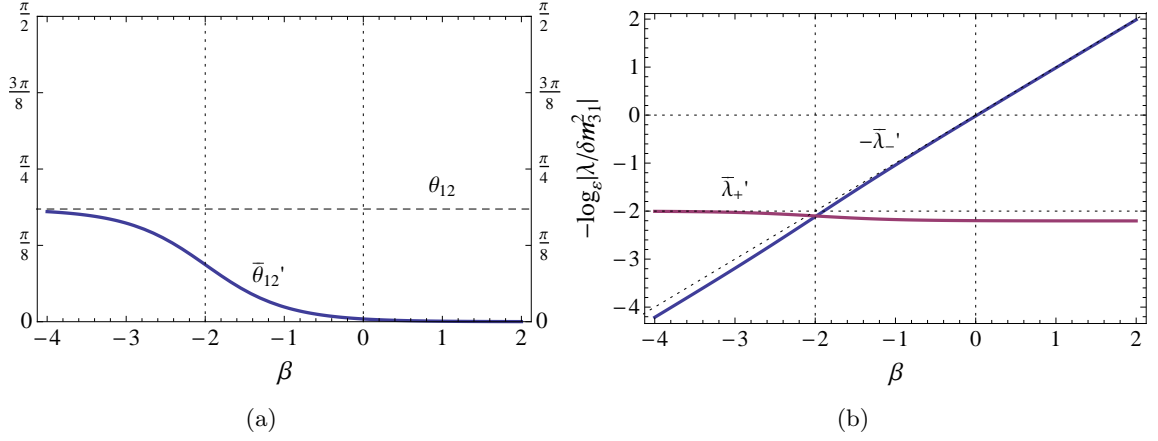 π/2 π/2
3π/8 3π/8
π/4 π/4
θ₁₂
π/8 π/8
θ̅₁₂'
0 0
−4 −3 −2 −1 0 1 2
β
(a)
−log_ε|λ/δm²₃₁|
2
1
0
−λ̅₋'
−1
λ̅₊'
−2
−3
−4
−4 −3 −2 −1 0 1 2
β
(b)